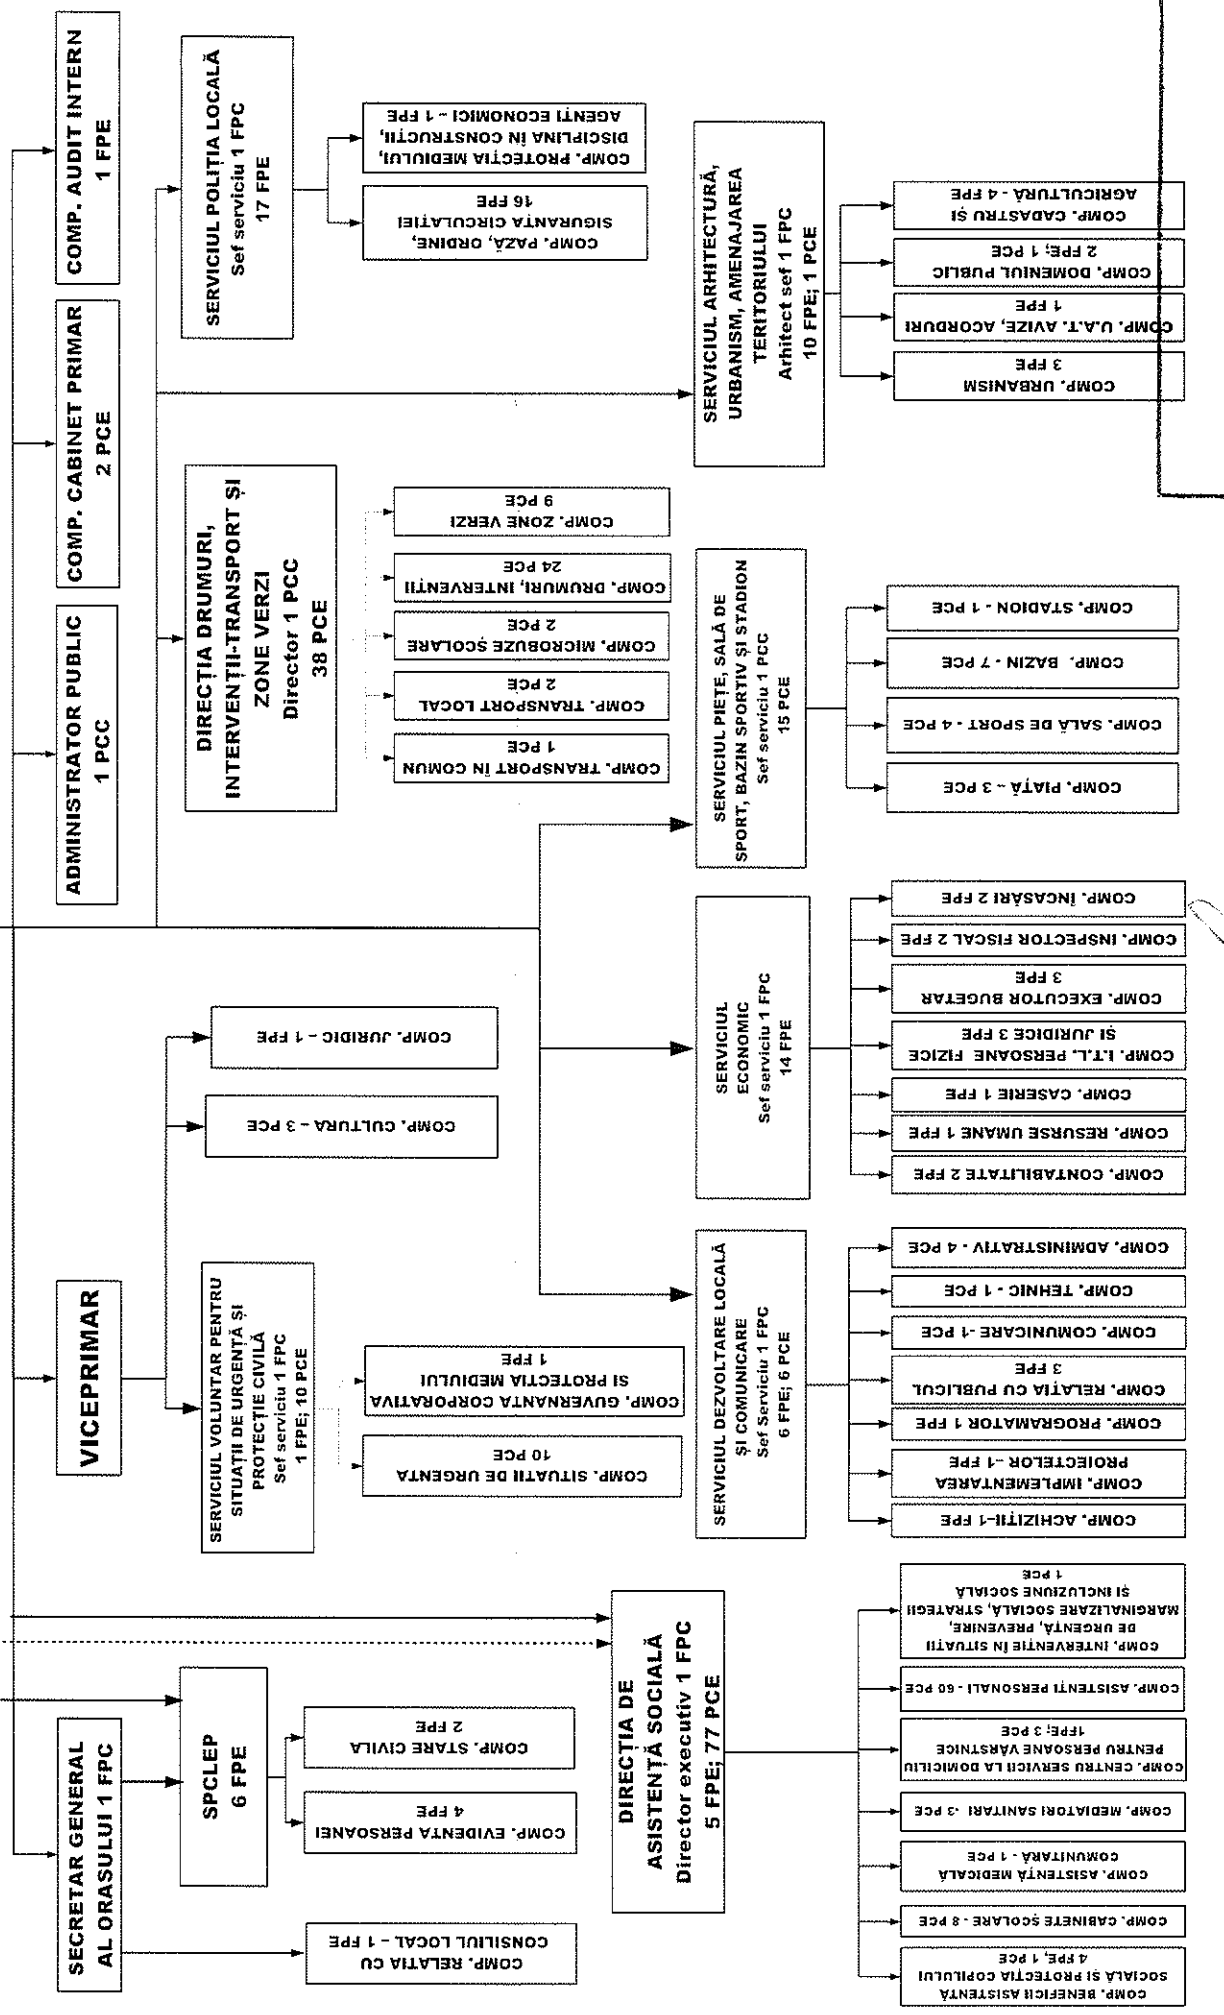 SECRETAR GENERAL
AL ORASULUI 1 FPC
VICEPRIMAR
ADMINISTRATOR PUBLIC
1 PCC
COMP. CABINET PRIMAR
2 PCE
COMP. AUDIT INTERN
1 FPE
COMP. RELATIA CU
CONSILIUL LOCAL – 1 FPE
SPCLEP
6 FPE
COMP. EVIDENTA PERSOANEI
4 FPE
COMP. STARE CIVILA
2 FPE
SERVICIUL VOLUNTAR PENTRU
SITUAȚII DE URGENȚĂ ȘI
PROTECȚIE CIVILĂ
Sef serviciu 1 FPC
1 FPE; 10 PCE
COMP. SITUATII DE URGENTA
10 PCE
COMP. GUVERNANTA CORPORATIVA
SI PROTECTIA MEDIULUI
1 FPE
COMP. CULTURA – 3 PCE
COMP. JURIDIC – 1 FPE
DIRECȚIA DRUMURI,
INTERVENȚII-TRANSPORT ȘI
ZONE VERZI
Director 1 PCC
38 PCE
COMP. TRANSPORT ÎN COMUN
1 PCE
COMP. TRANSPORT LOCAL
2 PCE
COMP. MICROBUZE ȘCOLARE
2 PCE
COMP. DRUMURI, INTERVENȚII
24 PCE
COMP. ZONE VERZI
9 PCE
SERVICIUL POLIȚIA LOCALĂ
Sef serviciu 1 FPC
17 FPE
COMP. PAZĂ, ORDINE,
SIGURANȚA CIRCULAȚIEI
16 FPE
COMP. PROTECȚIA MEDIULUI,
DISCIPLINA ÎN CONSTRUCȚII,
AGENȚI ECONOMICI – 1 FPE
DIRECȚIA DE
ASISTENȚĂ SOCIALĂ
Director executiv 1 FPC
5 FPE; 77 PCE
COMP. BENEFICII ASISTENȚĂ
SOCIALĂ ȘI PROTECȚIA COPILULUI
4 FPE, 1 PCE
COMP. CABINETE ȘCOLARE - 8 PCE
COMP. ASISTENȚĂ MEDICALĂ
COMUNITARĂ - 1 PCE
COMP. MEDIATORI SANITARI -3 PCE
COMP. CENTRU SERVICII LA DOMICILIU
PENTRU PERSOANE VÂRSTNICE
1FPE; 3 PCE
COMP. ASISTENȚI PERSONALI - 60 PCE
COMP. INTERVENȚIE ÎN SITUAȚII
DE URGENȚĂ, PREVENIRE,
MARGINALIZARE SOCIALĂ, STRATEGII
ȘI INCLUZIUNE SOCIALĂ
1 PCE
SERVICIUL DEZVOLTARE LOCALĂ
ȘI COMUNICARE
Sef Serviciu 1 FPC
6 FPE; 6 PCE
COMP. ACHIZIȚII–1 FPE
COMP. IMPLEMENTAREA
PROIECTELOR –1 FPE
COMP. PROGRAMATOR 1 FPE
COMP. RELAȚIA CU PUBLICUL
3 FPE
COMP. COMUNICARE -1 PCE
COMP. TEHNIC - 1 PCE
COMP. ADMINISTRATIV - 4 PCE
SERVICIUL
ECONOMIC
Sef serviciu 1 FPC
14 FPE
COMP. CONTABILITATE 2 FPE
COMP. RESURSE UMANE 1 FPE
COMP. CASERIE 1 FPE
COMP. I.T.L. PERSOANE FIZICE
ȘI JURIDICE 3 FPE
COMP. EXECUTOR BUGETAR
3 FPE
COMP. INSPECTOR FISCAL 2 FPE
COMP. ÎNCASĂRI 2 FPE
SERVICIUL PIEȚE, SALĂ DE
SPORT, BAZIN SPORTIV ȘI STADION
Sef serviciu 1 PCC
15 PCE
COMP. PIAȚĂ – 3 PCE
COMP. SALĂ DE SPORT - 4 PCE
COMP. BAZIN - 7 PCE
COMP. STADION - 1 PCE
SERVICIUL ARHITECTURĂ,
URBANISM, AMENAJAREA
TERITORIULUI
Arhitect sef 1 FPC
10 FPE; 1 PCE
COMP. URBANISM
3 FPE
COMP. U.A.T. AVIZE, ACORDURI
1 FPE
COMP. DOMENIUL PUBLIC
2 FPE; 1 PCE
COMP. CADASTRU ȘI
AGRICULTURĂ - 4 FPE